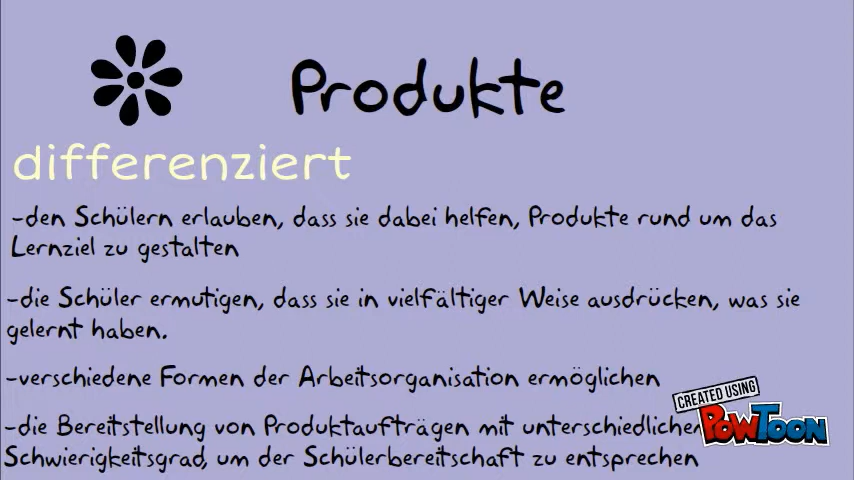 Produkte
differenziert
-den Schülern erlauben, dass sie dabei helfen, Produkte rund um das
Lernziel zu gestalten
-die Schüler ermutigen, dass sie in vielfältiger Weise ausdrücken, was sie
gelernt haben.
-verschiedene Formen der Arbeitsorganisation ermöglichen
-die Bereitstellung von Produktaufträgen mit unterschiedlichen
Schwierigkeitsgrad, um der Schülerbereitschaft zu entsprechen
CREATED USING
POWTOON